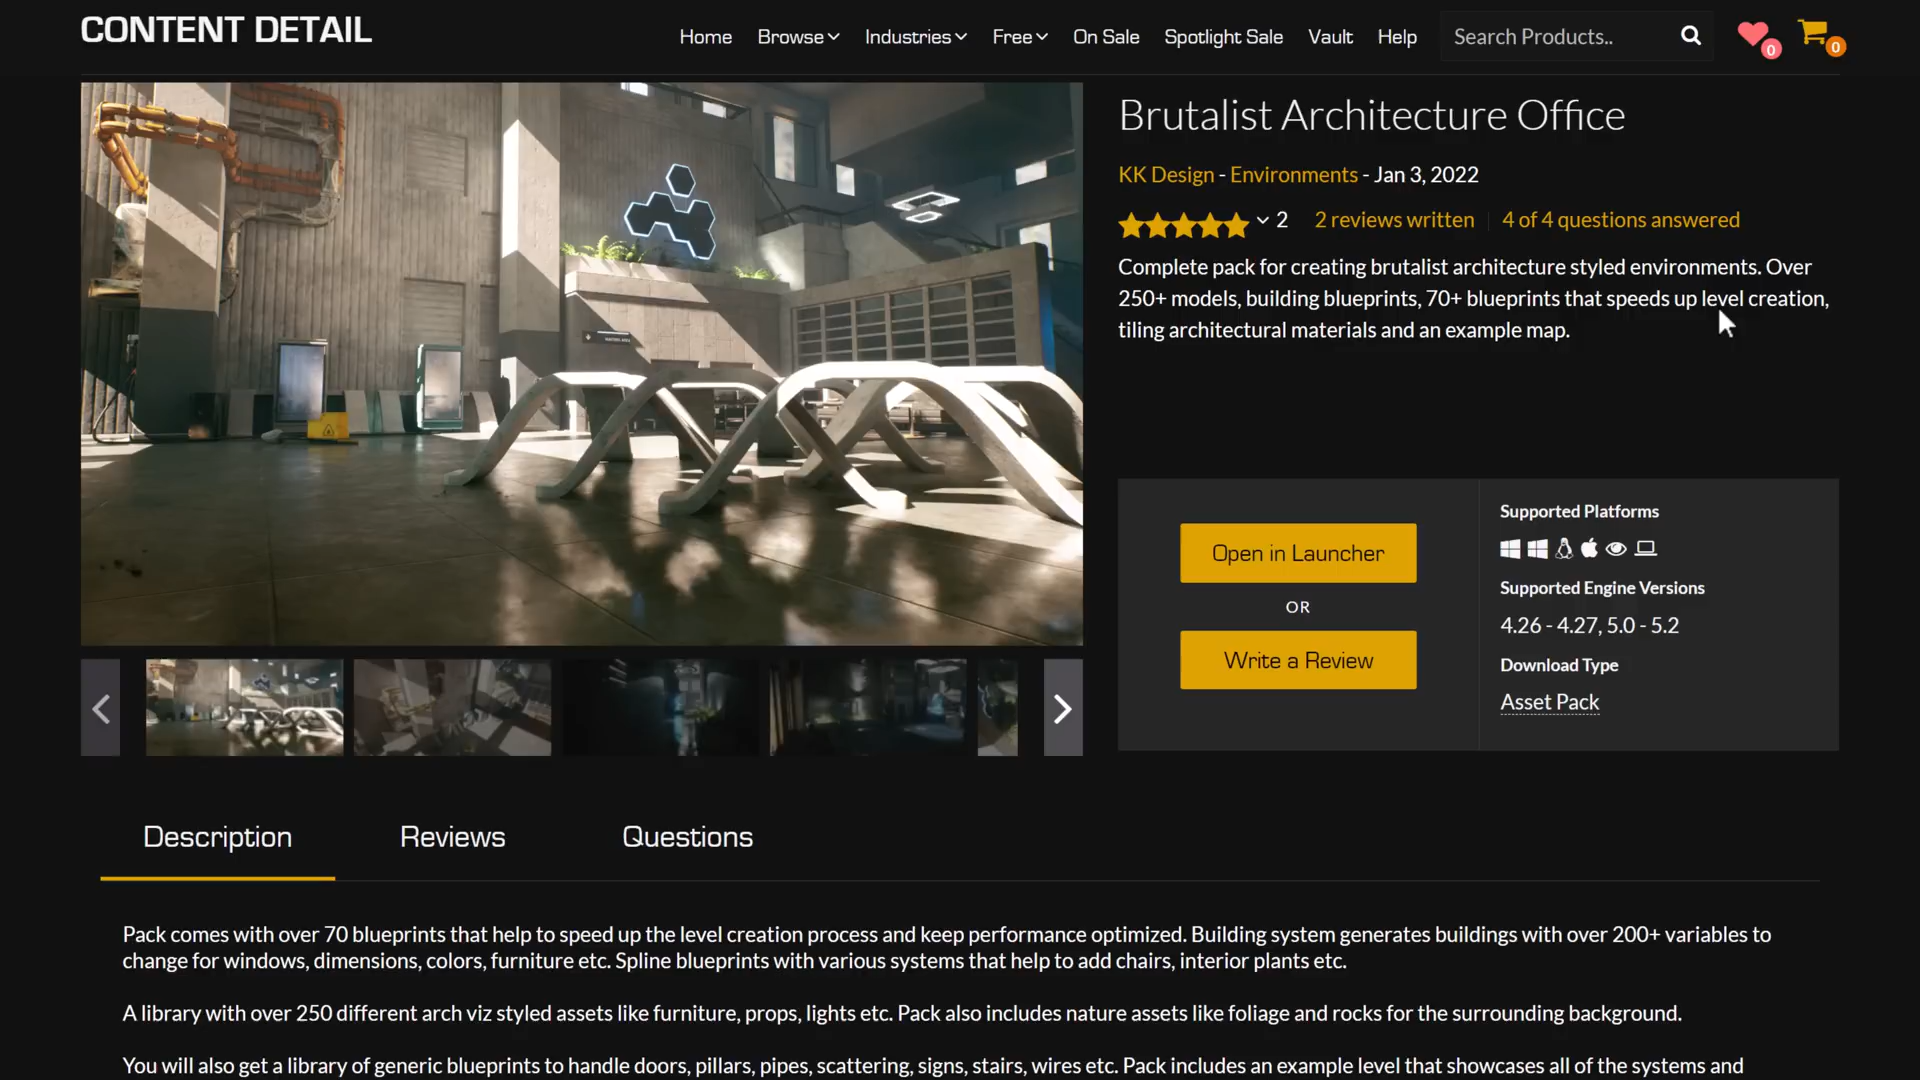 CONTENT DETAIL
Home Browse Industries Free On Sale Spotlight Sale Vault Help Search Products.. 0 0
Brutalist Architecture Office
KK Design - Environments - Jan 3, 2022
2 2 reviews written 4 of 4 questions answered
Complete pack for creating brutalist architecture styled environments. Over
250+ models, building blueprints, 70+ blueprints that speeds up level creation,
tiling architectural materials and an example map.
Open in Launcher
OR
Write a Review
Supported Platforms
Supported Engine Versions
4.26 - 4.27, 5.0 - 5.2
Download Type
Asset Pack
Description Reviews Questions
Pack comes with over 70 blueprints that help to speed up the level creation process and keep performance optimized. Building system generates buildings with over 200+ variables to
change for windows, dimensions, colors, furniture etc. Spline blueprints with various systems that help to add chairs, interior plants etc.
A library with over 250 different arch viz styled assets like furniture, props, lights etc. Pack also includes nature assets like foliage and rocks for the surrounding background.
You will also get a library of generic blueprints to handle doors, pillars, pipes, scattering, signs, stairs, wires etc. Pack includes an example level that showcases all of the systems and